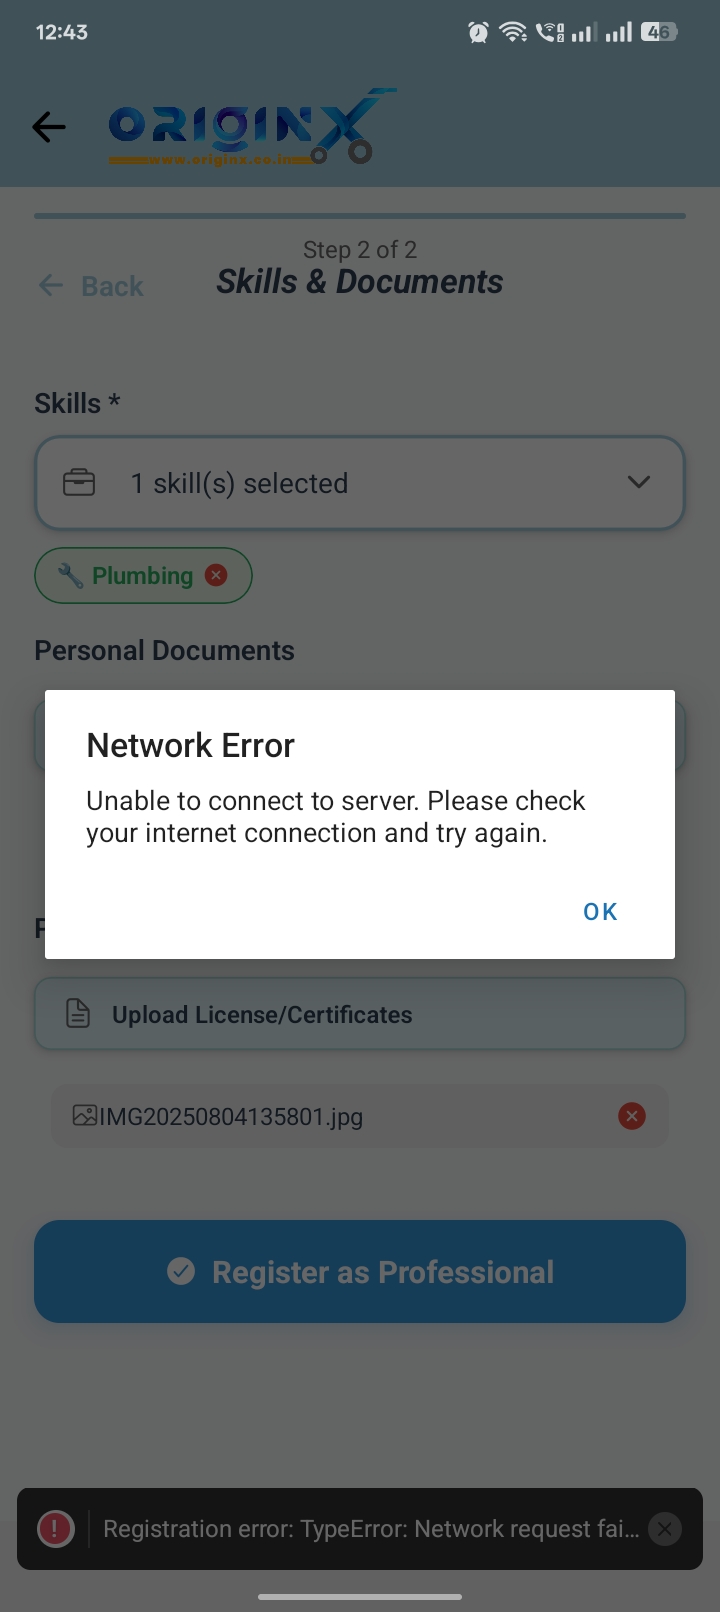 12:43
46
ORIGINX
www.originx.co.in
Step 2 of 2
Back
Skills & Documents
Skills *
1 skill(s) selected
Plumbing
Personal Documents
Network Error
Unable to connect to server. Please check
your internet connection and try again.
OK
Upload License/Certificates
IMG20250804135801.jpg
Register as Professional
Registration error: TypeError: Network request fai...